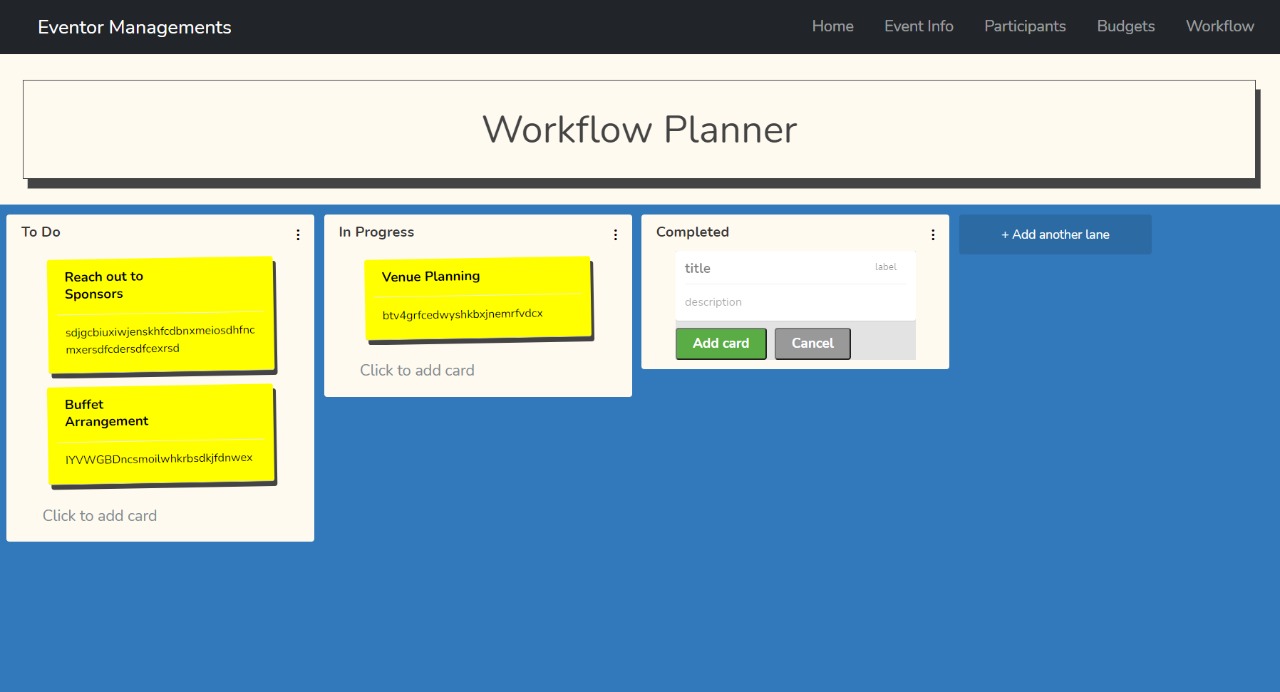 Eventor Managements
Home Event Info Participants Budgets Workflow
Workflow Planner
To Do
Reach out to
Sponsors
sdjgcbiuxiwjenskhfcdbnxmeiosdhfnc
mxersdfcdersdfcexrsd
Buffet
Arrangement
IYVWGBDncsmoilwhkrbsdkjfdnwex
Click to add card
In Progress
Venue Planning
btv4grfcedwyshkbxjnemrfvdcx
Click to add card
Completed
title label
description
Add card Cancel
+ Add another lane